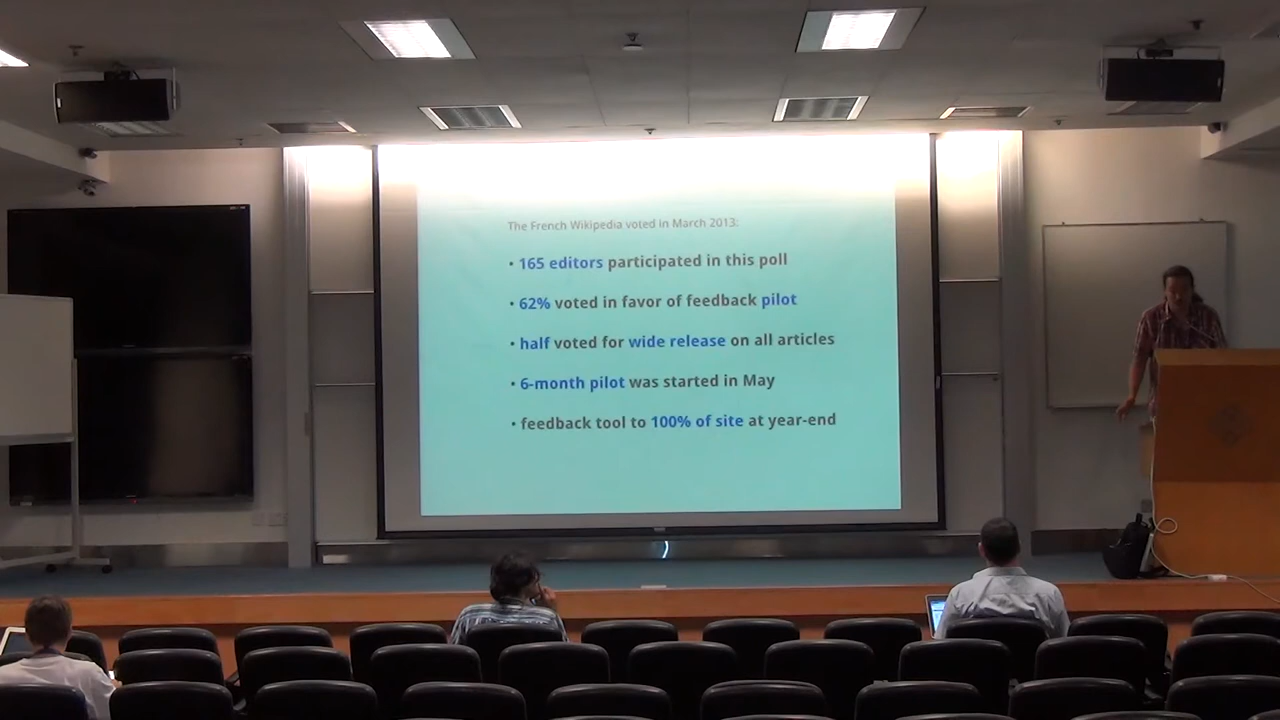 The French Wikipedia voted in March 2013:
• 165 editors participated in this poll
• 62% voted in favor of feedback pilot
• half voted for wide release on all articles
• 6-month pilot was started in May
• feedback tool to 100% of site at year-end